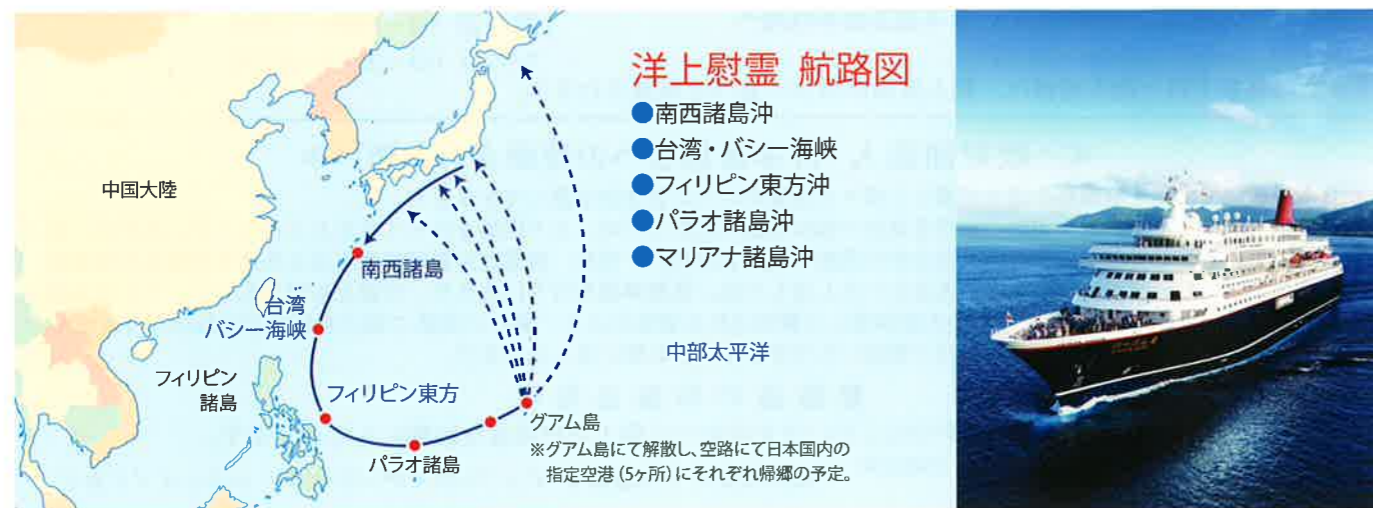 洋上慰霊 航路図
●南西諸島沖
●台湾・バシー海峡
●フィリピン東方沖
●パラオ諸島沖
●マリアナ諸島沖
中国大陸
南西諸島
台湾
バシー海峡
中部太平洋
フィリピン
諸島
フィリピン東方
グアム島
パラオ諸島
※グアム島にて解散し、空路にて日本国内の
指定空港（5ヶ所）にそれぞれ帰郷の予定。